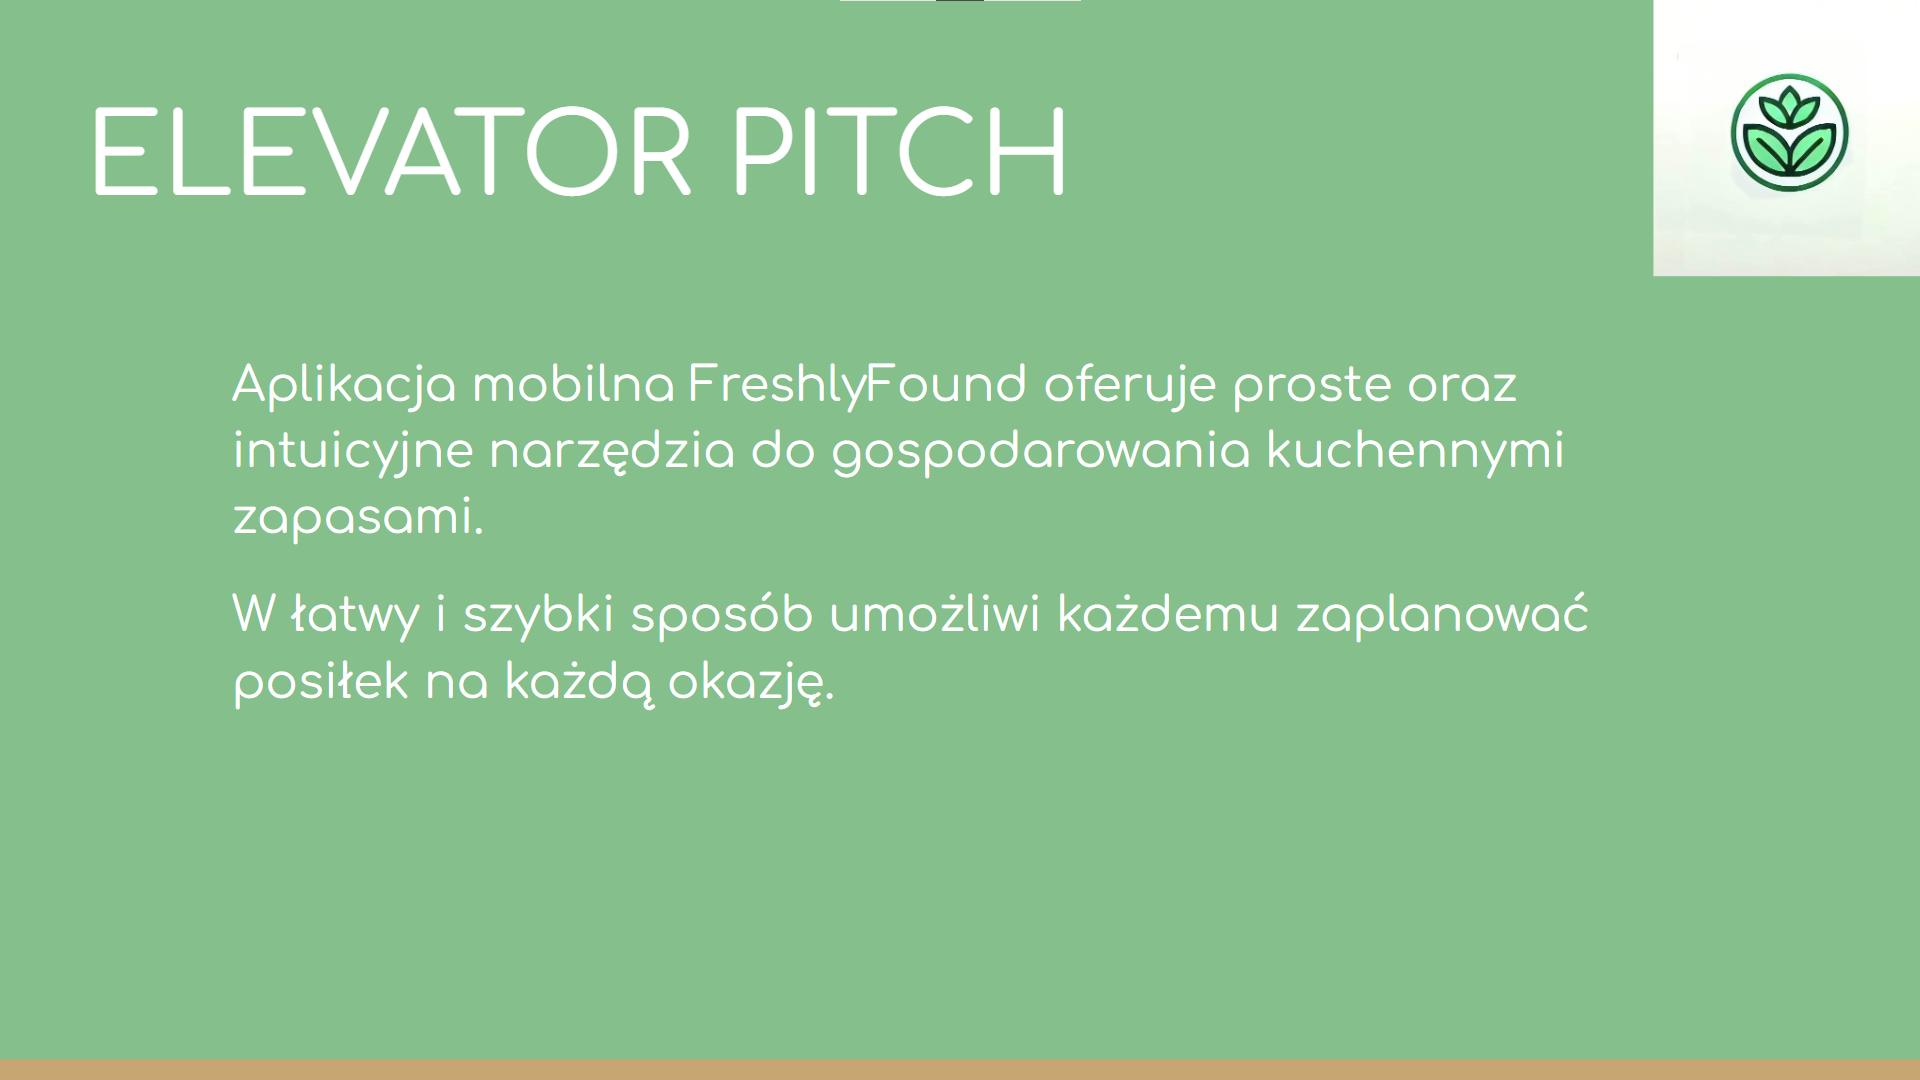 ELEVATOR PITCH
Aplikacja mobilna FreshlyFound oferuje proste oraz
intuicyjne narzędzia do gospodarowania kuchennymi
zapasami.
W łatwy i szybki sposób umożliwi każdemu zaplanować
posiłek na każdą okazję.